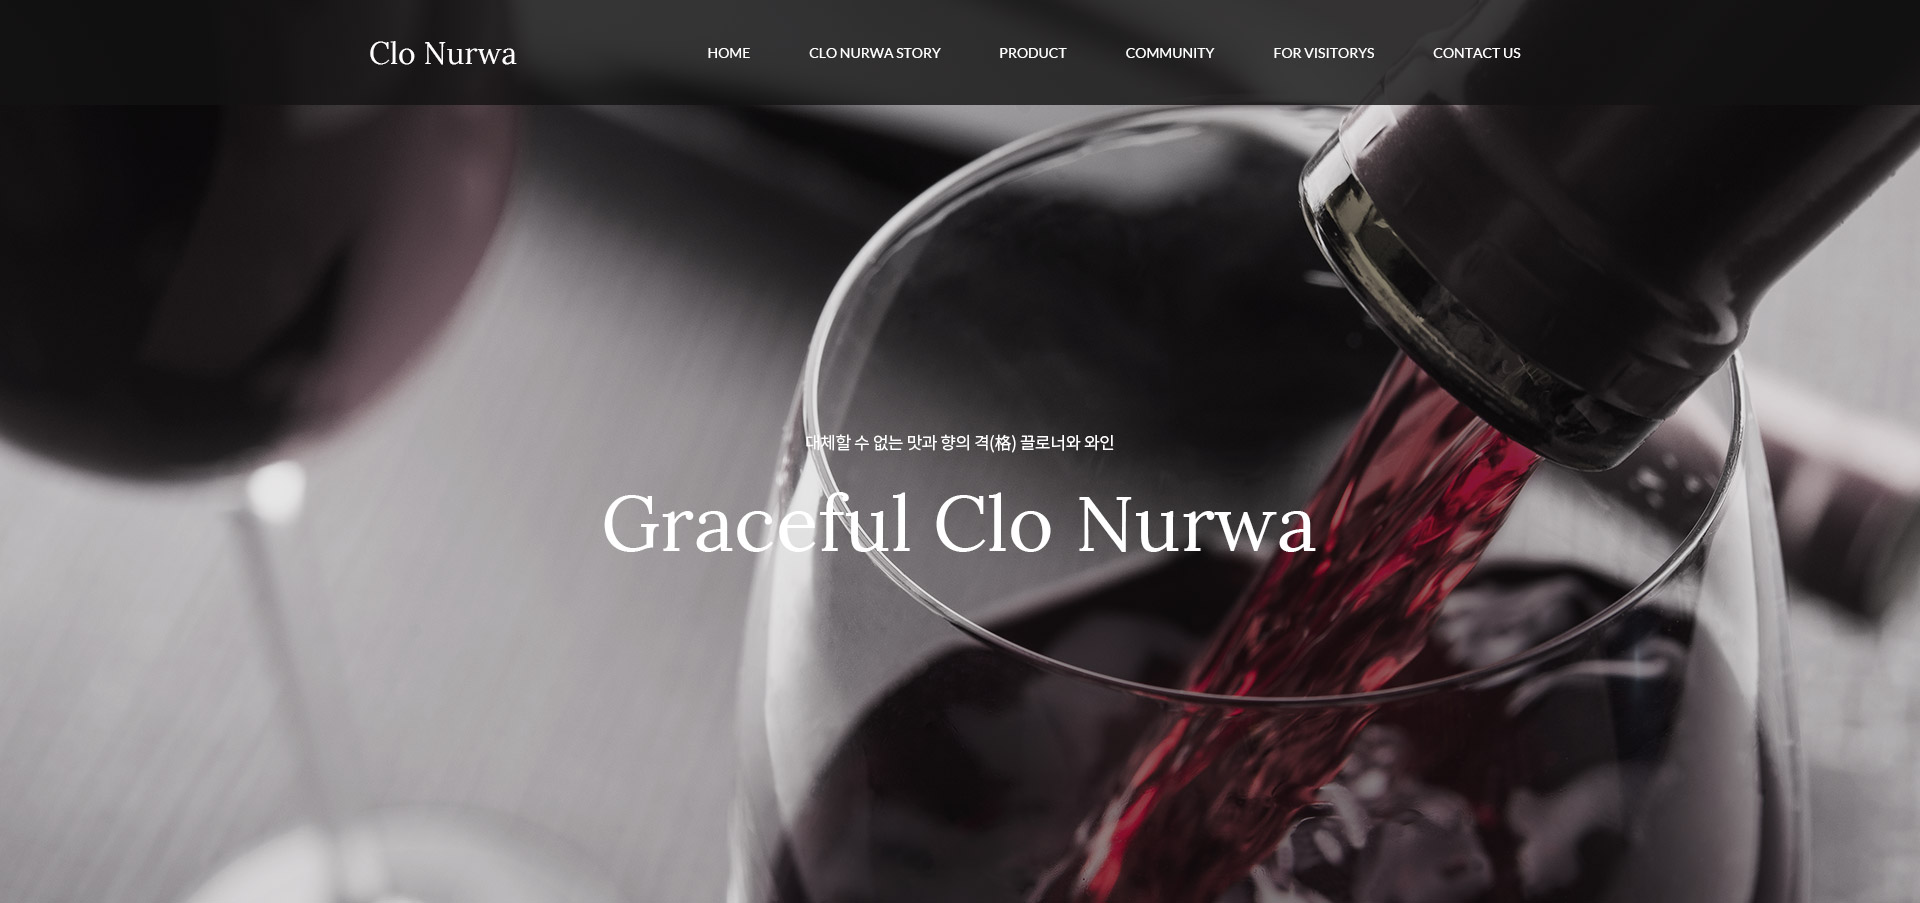 Clo Nurwa
HOME CLO NURWA STORY PRODUCT COMMUNITY FOR VISITORYS CONTACT US
대체할 수 없는 맛과 향의 격(格) 끌로너와 와인
Graceful Clo Nurwa